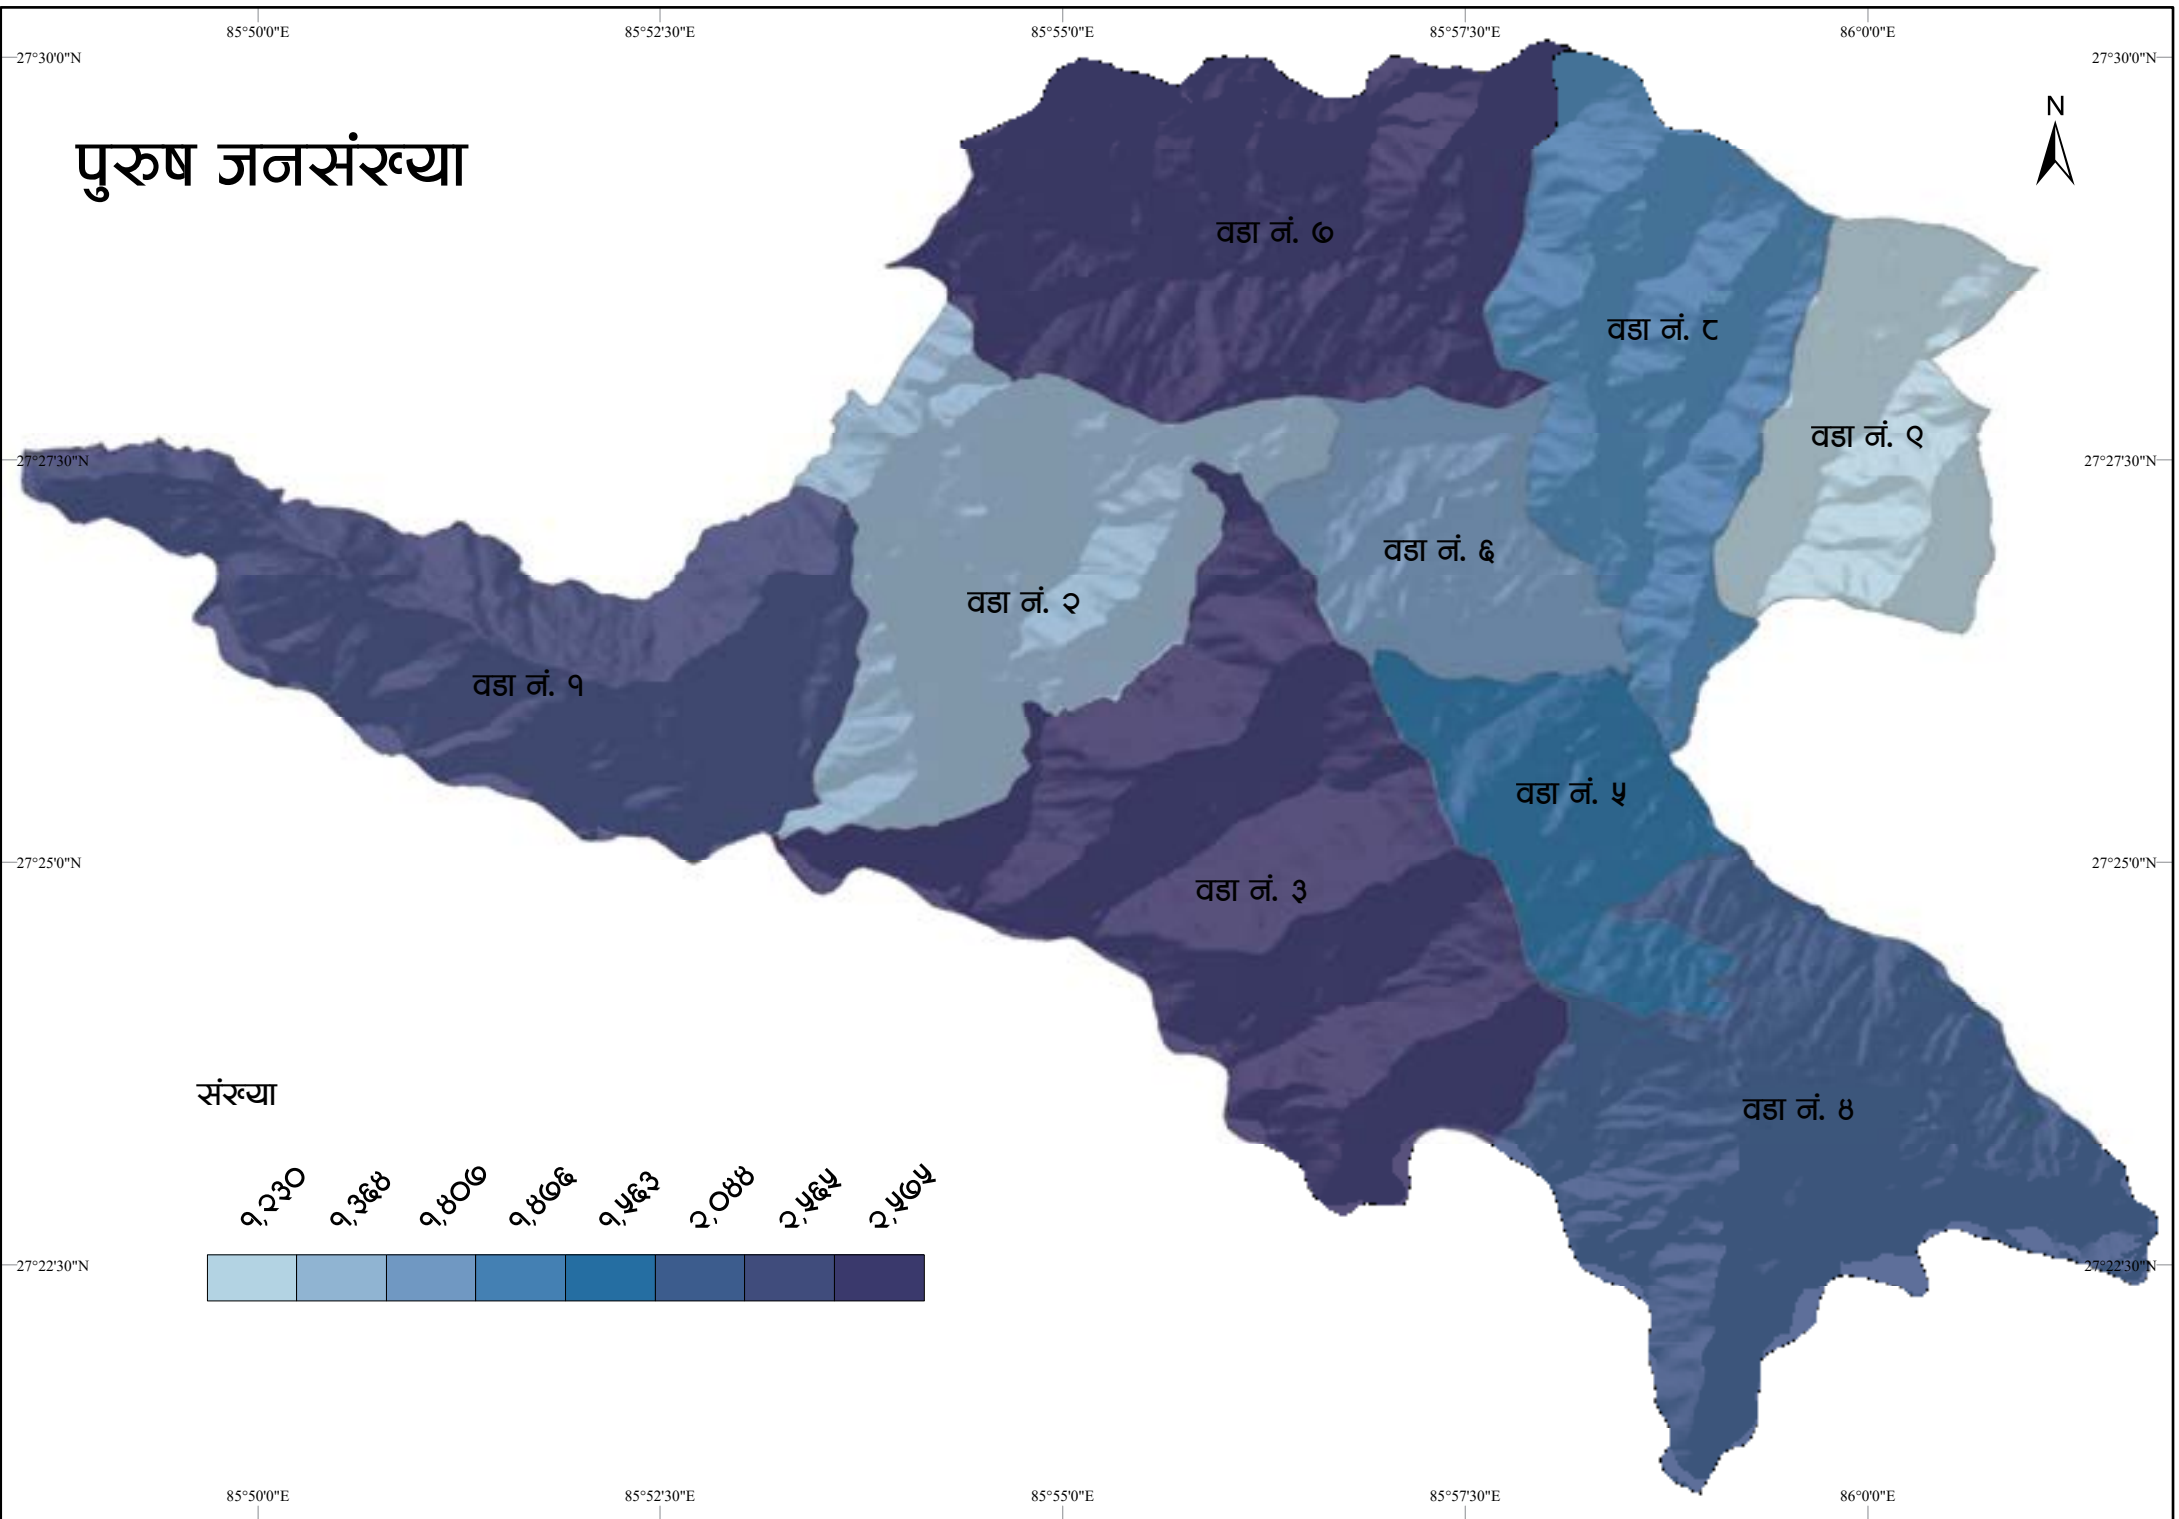 85°50'0"E 85°52'30"E 85°55'0"E 85°57'30"E 86°0'0"E
27°30'0"N 27°30'0"N
N
पुरुष जनसंख्या
वडा नं. ७
वडा नं. ८
वडा नं. ९
27°27'30"N 27°27'30"N
वडा नं. ६
वडा नं. २
वडा नं. १
वडा नं. ५
27°25'0"N 27°25'0"N
वडा नं. ३
संख्या
वडा नं. ४
१,२३० १,३६४ १,४०७ १,४७६ १,५६३ २,०४४ २,५६५ २,५७५
27°22'30"N 27°22'30"N
85°50'0"E 85°52'30"E 85°55'0"E 85°57'30"E 86°0'0"E